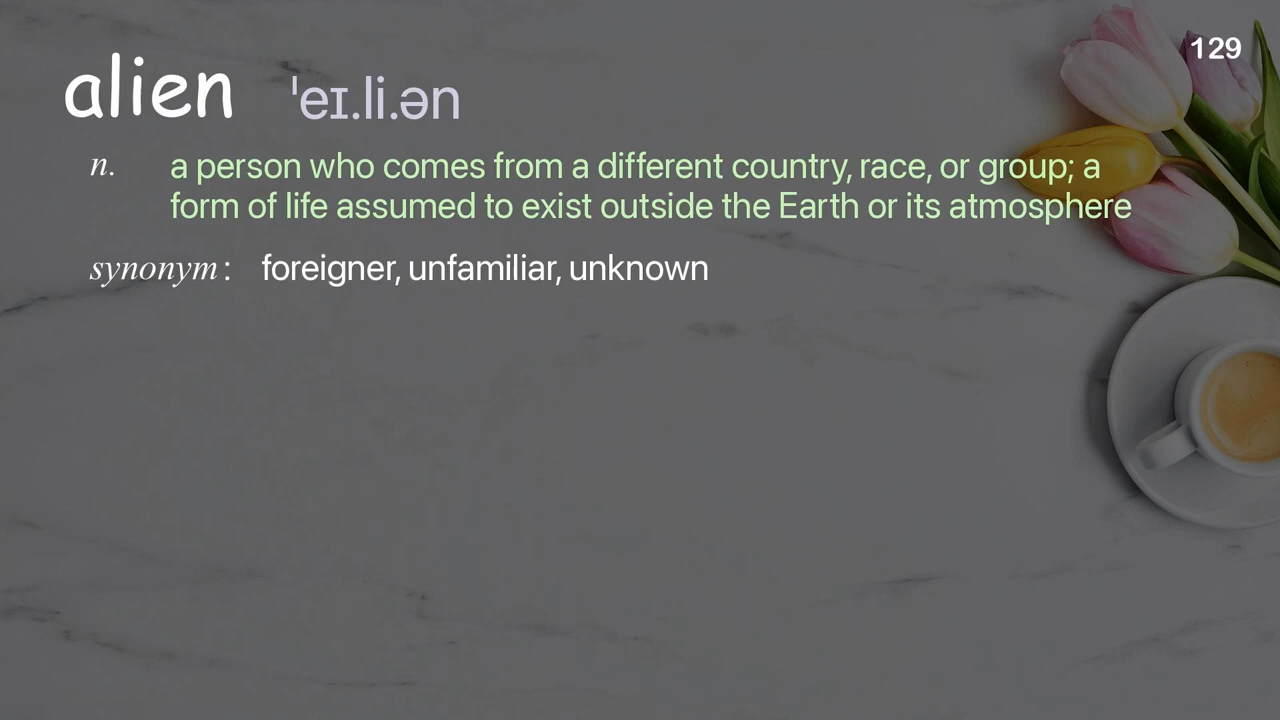 129
alien ˈeɪ.li.ən
n. a person who comes from a different country, race, or group; a
form of life assumed to exist outside the Earth or its atmosphere
synonym: foreigner, unfamiliar, unknown